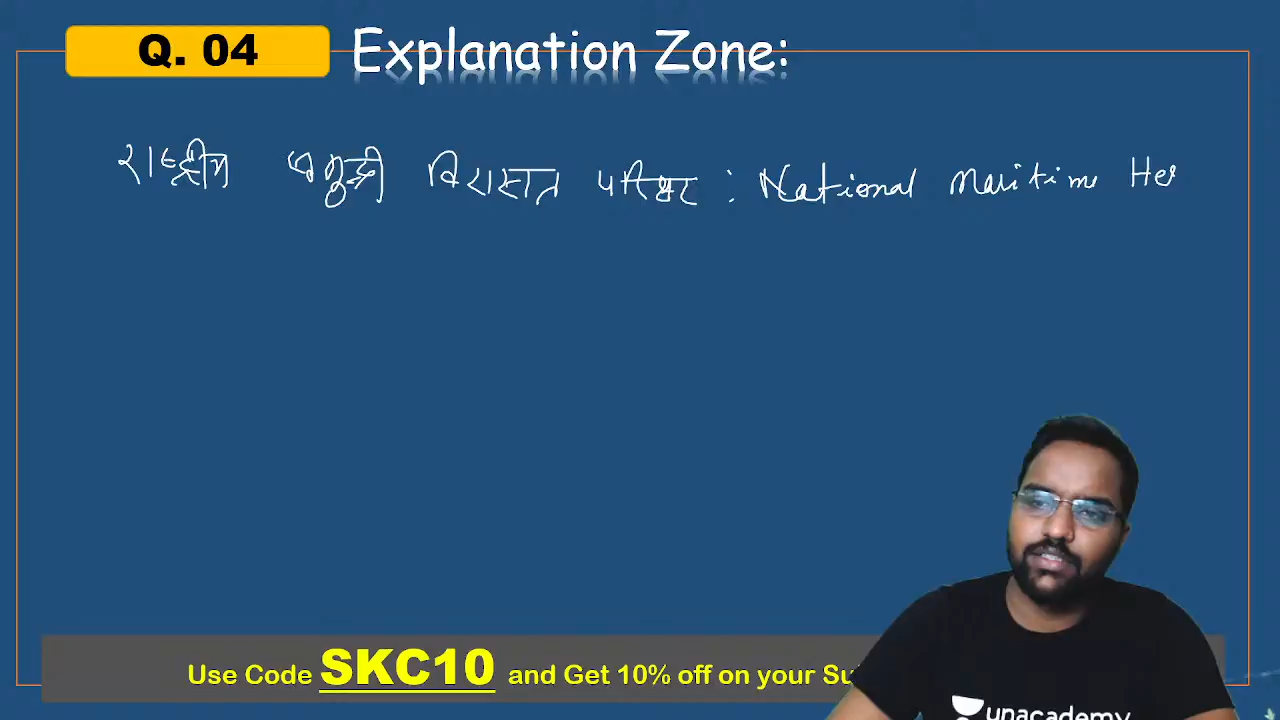 Q. 04
Explanation Zone:
राष्ट्रीय समुद्री विरासत परिसर : National Maritime Her
Use Code SKC10 and Get 10% off on your Su
unacademy